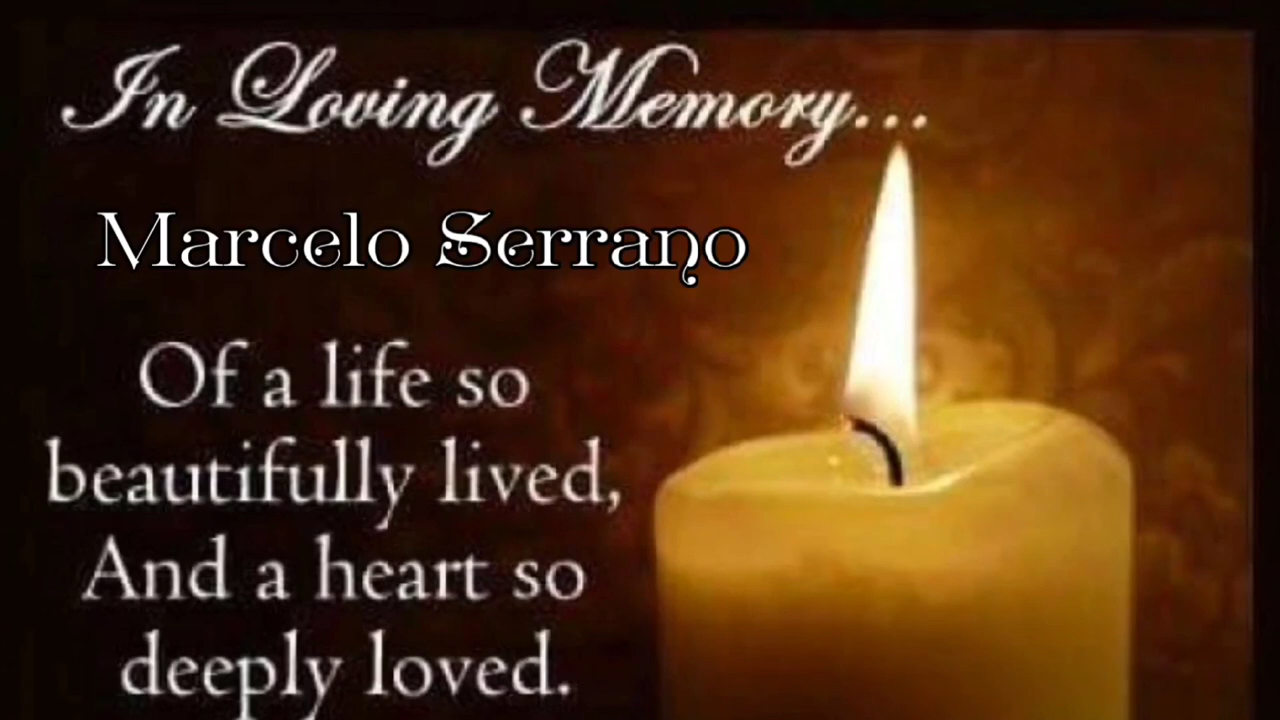 In Loving Memory...
Marcelo Serrano
Of a life so
beautifully lived,
And a heart so
deeply loved.